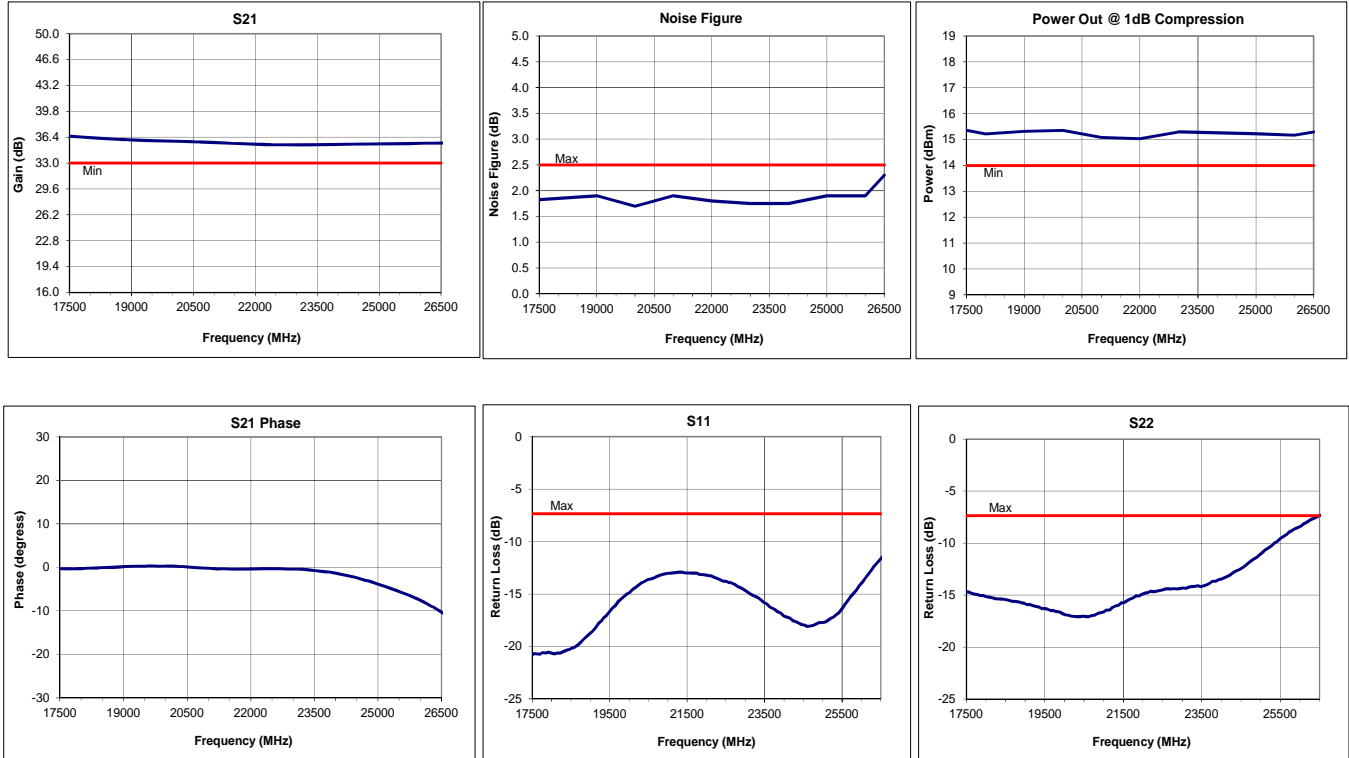 S21
Gain (dB)
50.0
46.6
43.2
39.8
36.4
33.0
29.6
26.2
22.8
19.4
16.0
Min
17500 19000 20500 22000 23500 25000 26500
Frequency (MHz)
Noise Figure
Noise Figure (dB)
5.0
4.5
4.0
3.5
3.0
2.5
2.0
1.5
1.0
0.5
0.0
Max
17500 19000 20500 22000 23500 25000 26500
Frequency (MHz)
Power Out @ 1dB Compression
Power (dBm)
19
18
17
16
15
14
13
12
11
10
9
Min
17500 19000 20500 22000 23500 25000 26500
Frequency (MHz)
S21 Phase
Phase (degress)
30
20
10
0
-10
-20
-30
17500 19000 20500 22000 23500 25000 26500
Frequency (MHz)
S11
Return Loss (dB)
0
-5
-10
-15
-20
-25
Max
17500 19500 21500 23500 25500
Frequency (MHz)
S22
Return Loss (dB)
0
-5
-10
-15
-20
-25
Max
17500 19500 21500 23500 25500
Frequency (MHz)